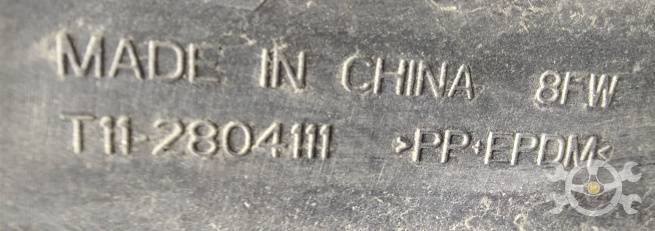 MADE IN CHINA 8FW
T11-2804111 >PP+EPDM<